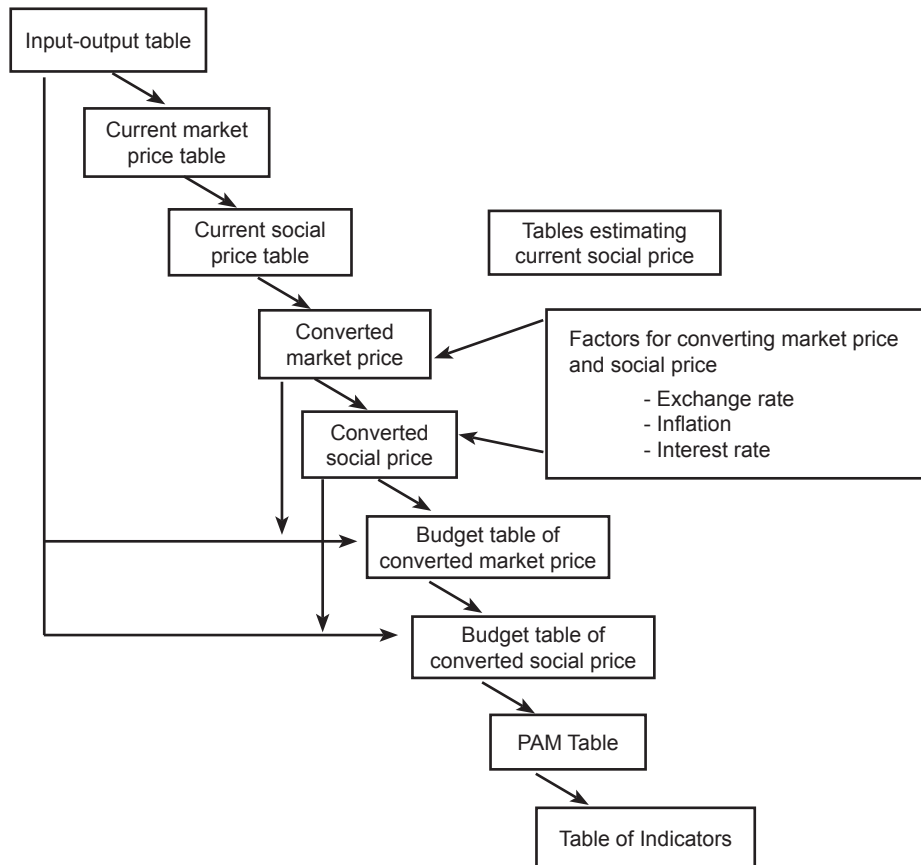 Input-output table
Current market
price table
Current social
price table
Tables estimating
current social price
Converted
market price
Factors for converting market price
and social price
- Exchange rate
- Inflation
- Interest rate
Converted
social price
Budget table of
converted market price
Budget table of
converted social price
PAM Table
Table of Indicators